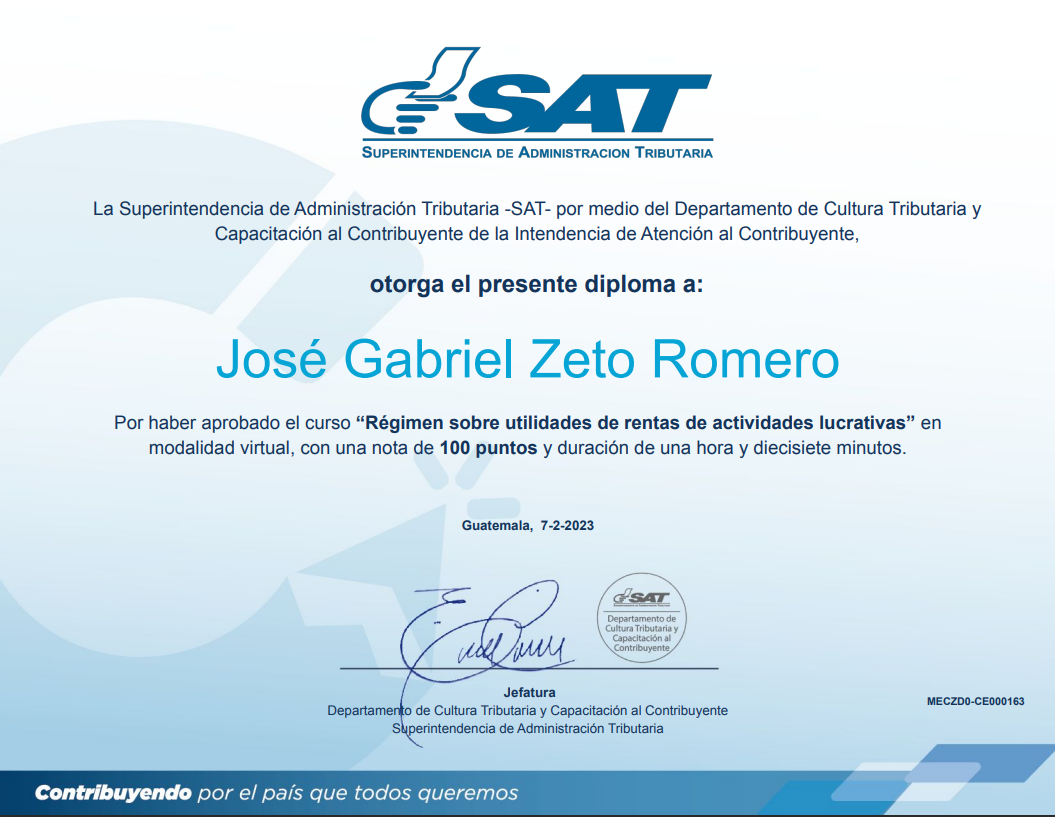 SAT
SUPERINTENDENCIA DE ADMINISTRACION TRIBUTARIA
La Superintendencia de Administración Tributaria -SAT- por medio del Departamento de Cultura Tributaria y
Capacitación al Contribuyente de la Intendencia de Atención al Contribuyente,
otorga el presente diploma a:
José Gabriel Zeto Romero
Por haber aprobado el curso “Régimen sobre utilidades de rentas de actividades lucrativas” en
modalidad virtual, con una nota de 100 puntos y duración de una hora y diecisiete minutos.
Guatemala, 7-2-2023
SAT
Departamento de
Cultura Tributaria y
Capacitación al
Contribuyente
Jefatura
Departamento de Cultura Tributaria y Capacitación al Contribuyente
Superintendencia de Administración Tributaria
MECZD0-CE000163
Contribuyendo por el país que todos queremos